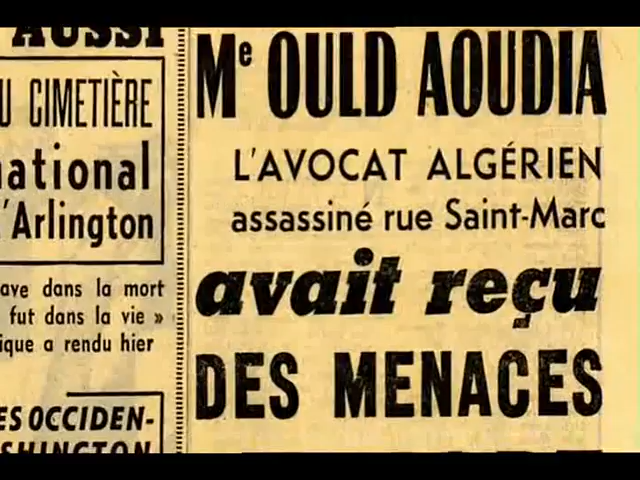 AUSSI
U CIMETIÈRE
national
l'Arlington
ave dans la mort
fut dans la vie »
ique a rendu hier
ES OCCIDEN-
SHINGTON
Me OULD AOUDIA
L'AVOCAT ALGÉRIEN
assassiné rue Saint-Marc
avait reçu
DES MENACES